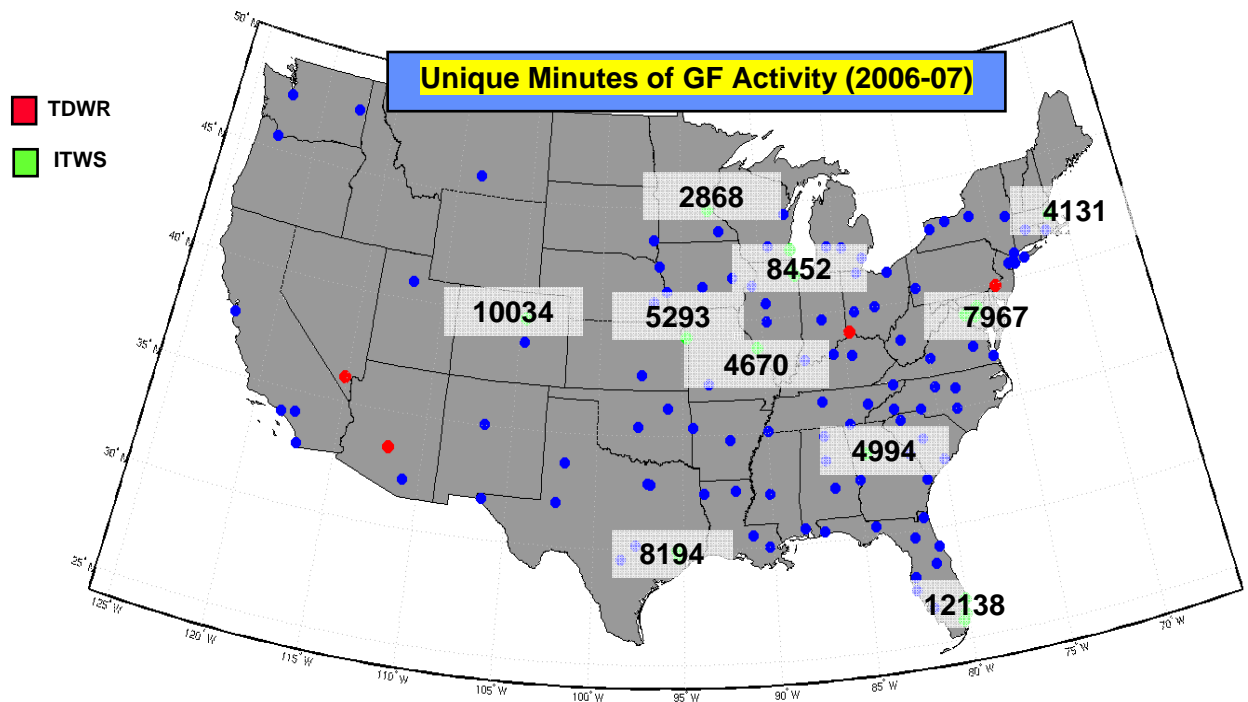 Unique Minutes of GF Activity (2006-07)
TDWR
ITWS
50° N
45° N
40° N
35° N
30° N
25° N
2868
4131
8452
10034
5293
7967
4670
4994
8194
12138
125° W
120° W
115° W
110° W
105° W
100° W
95° W
90° W
85° W
80° W
75° W
70° W